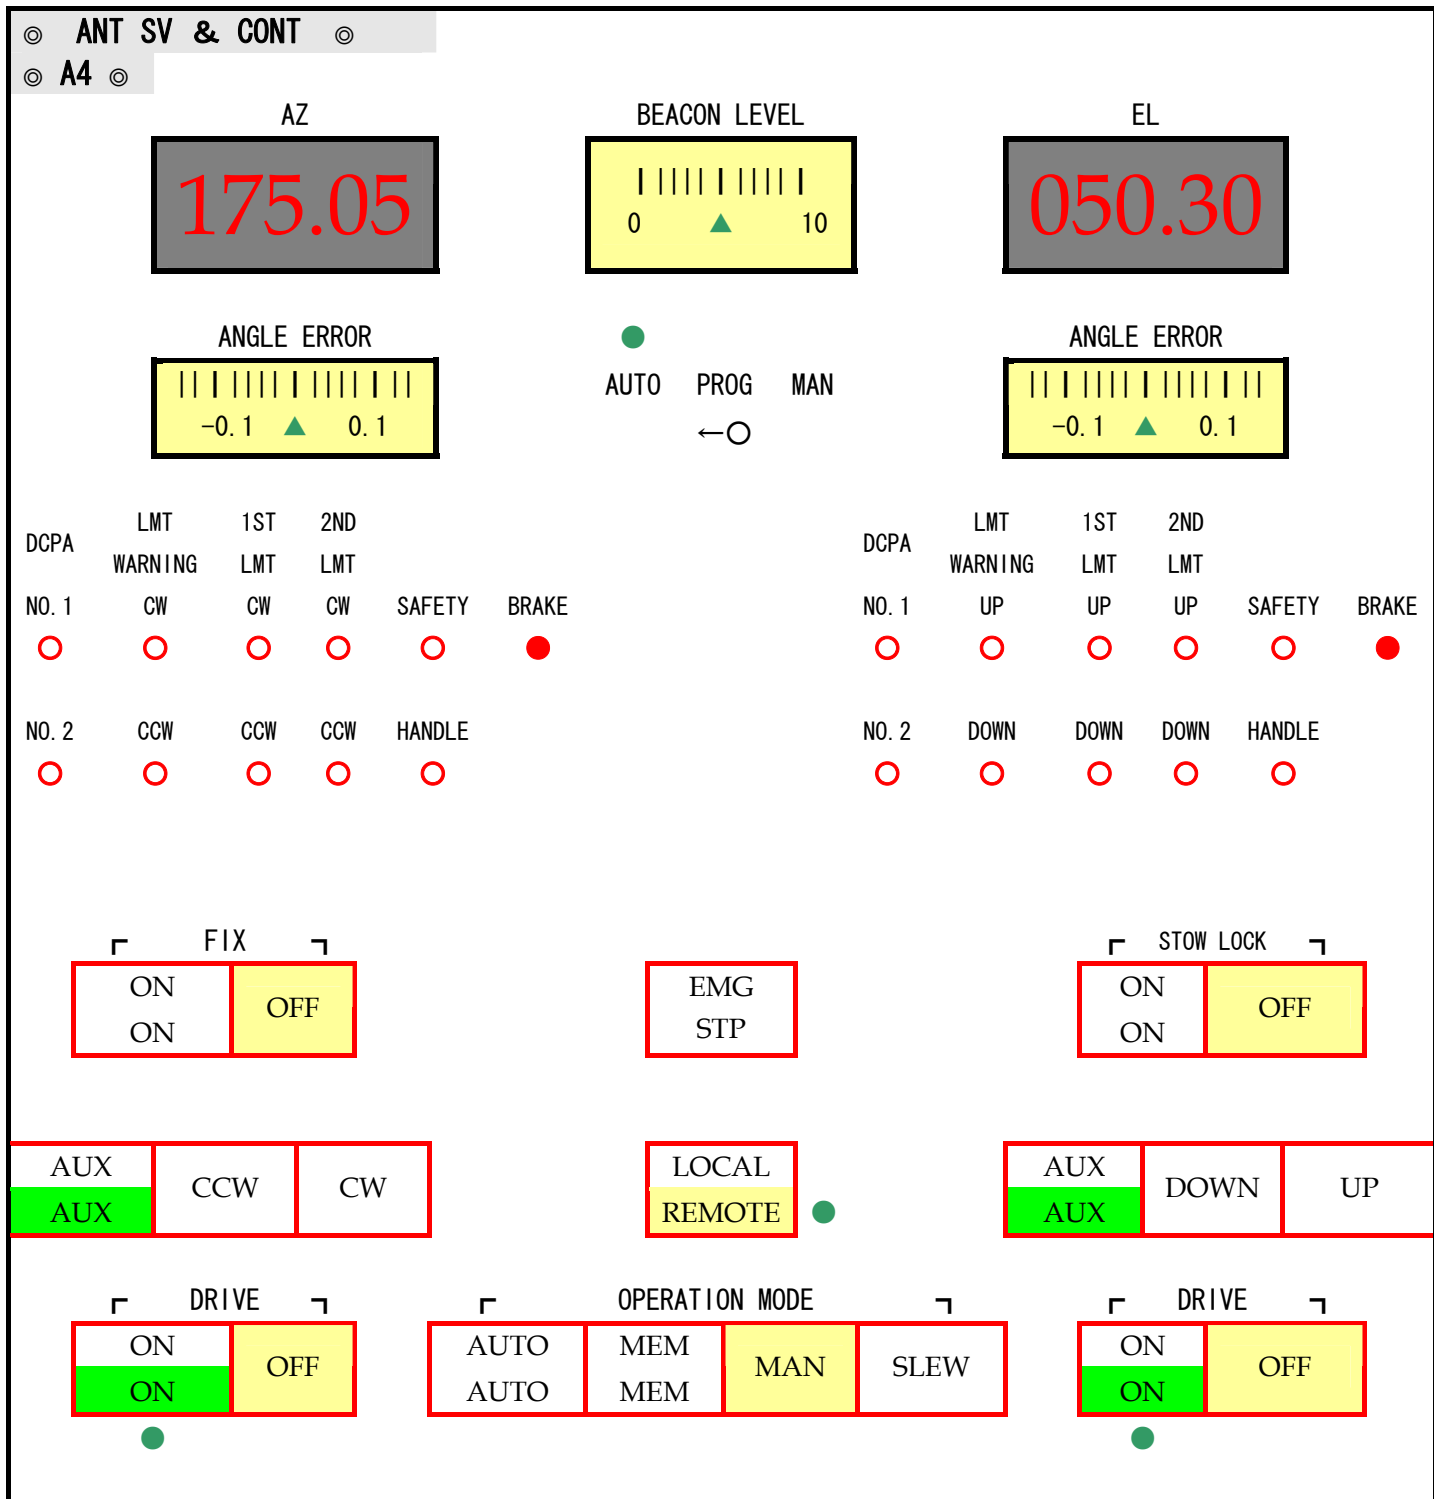 ◎ ANT SV & CONT ◎
◎ A4 ◎
AZ BEACON LEVEL EL
175.05 0 10 050.30
ANGLE ERROR ANGLE ERROR
AUTO PROG MAN
-0.1 0.1 ←○ -0.1 0.1
LMT 1ST 2ND LMT 1ST 2ND
DCPA DCPA
WARNING LMT LMT WARNING LMT LMT
NO.1 CW CW CW SAFETY BRAKE NO.1 UP UP UP SAFETY BRAKE
NO.2 CCW CCW CCW HANDLE NO.2 DOWN DOWN DOWN HANDLE
FIX STOW LOCK
ON OFF EMG ON OFF
ON STP ON
AUX CCW CW LOCAL AUX DOWN UP
AUX REMOTE AUX
DRIVE OPERATION MODE DRIVE
ON OFF AUTO MEM MAN SLEW ON OFF
ON AUTO MEM ON